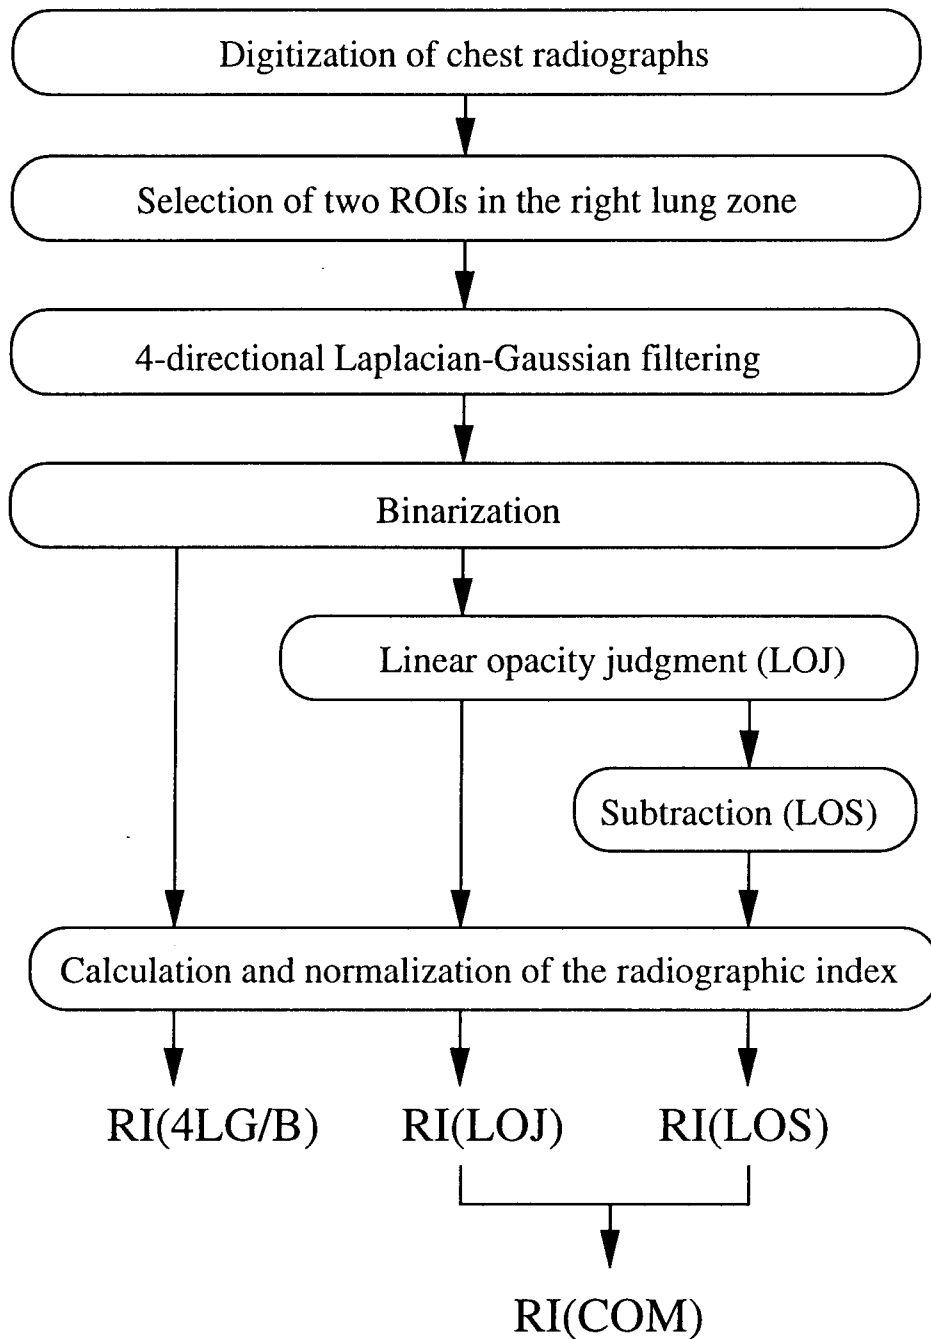 Digitization of chest radiographs
Selection of two ROIs in the right lung zone
4-directional Laplacian-Gaussian filtering
Binarization
Linear opacity judgment (LOJ)
Subtraction (LOS)
Calculation and normalization of the radiographic index
RI(4LG/B) RI(LOJ) RI(LOS)
RI(COM)